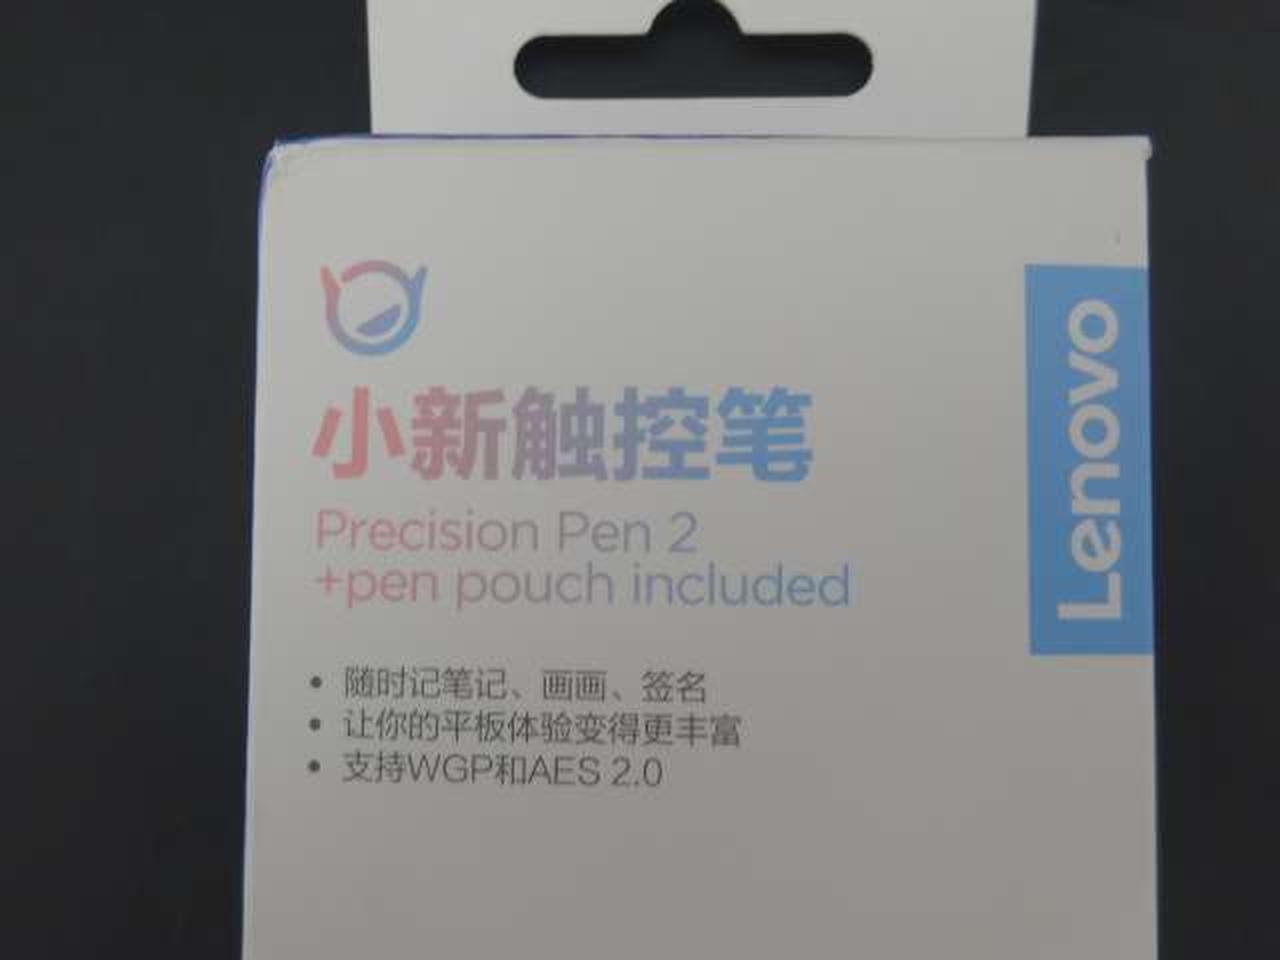 小新触控笔
Precision Pen 2
+pen pouch included
• 随时记笔记、画画、签名
• 让你的平板体验变得更丰富
• 支持WGP和AES 2.0
Lenovo